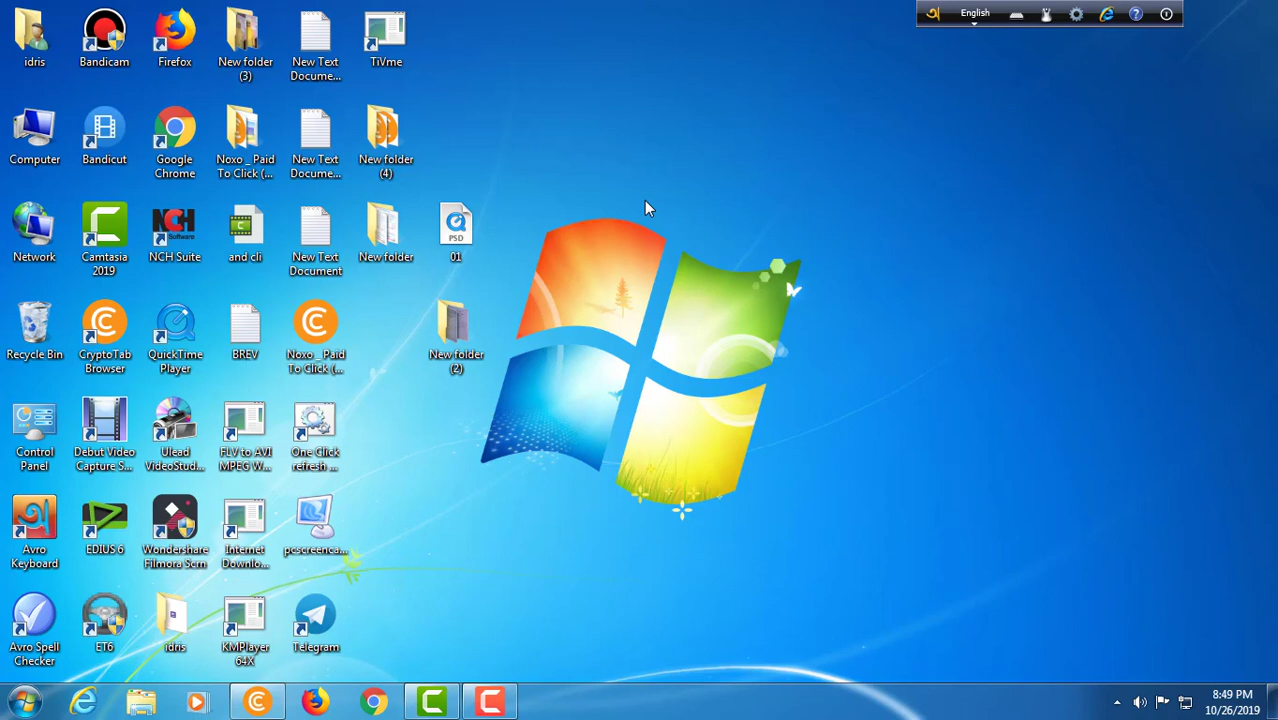 English
idris
Bandicam
Firefox
New folder
(3)
New Text
Docume...
TiVme
Computer
Bandicut
Google
Chrome
Noxo _ Paid
To Click (...
New Text
Docume...
New folder
(4)
Network
Camtasia
2019
NCH
Software
NCH Suite
and cli
New Text
Document
New folder
PSD
01
Recycle Bin
CryptoTab
Browser
QuickTime
Player
BREV
Noxo _ Paid
To Click (...
New folder
(2)
Control
Panel
Debut Video
Capture S...
Ulead
VideoStud...
FLV to AVI
MPEG W...
One Click
refresh ...
Avro
Keyboard
EDIUS 6
Wondershare
Filmora Scrn
Internet
Downlo...
pcscreenca...
Avro Spell
Checker
ET6
idris
KMPlayer
64X
Telegram
8:49 PM
10/26/2019